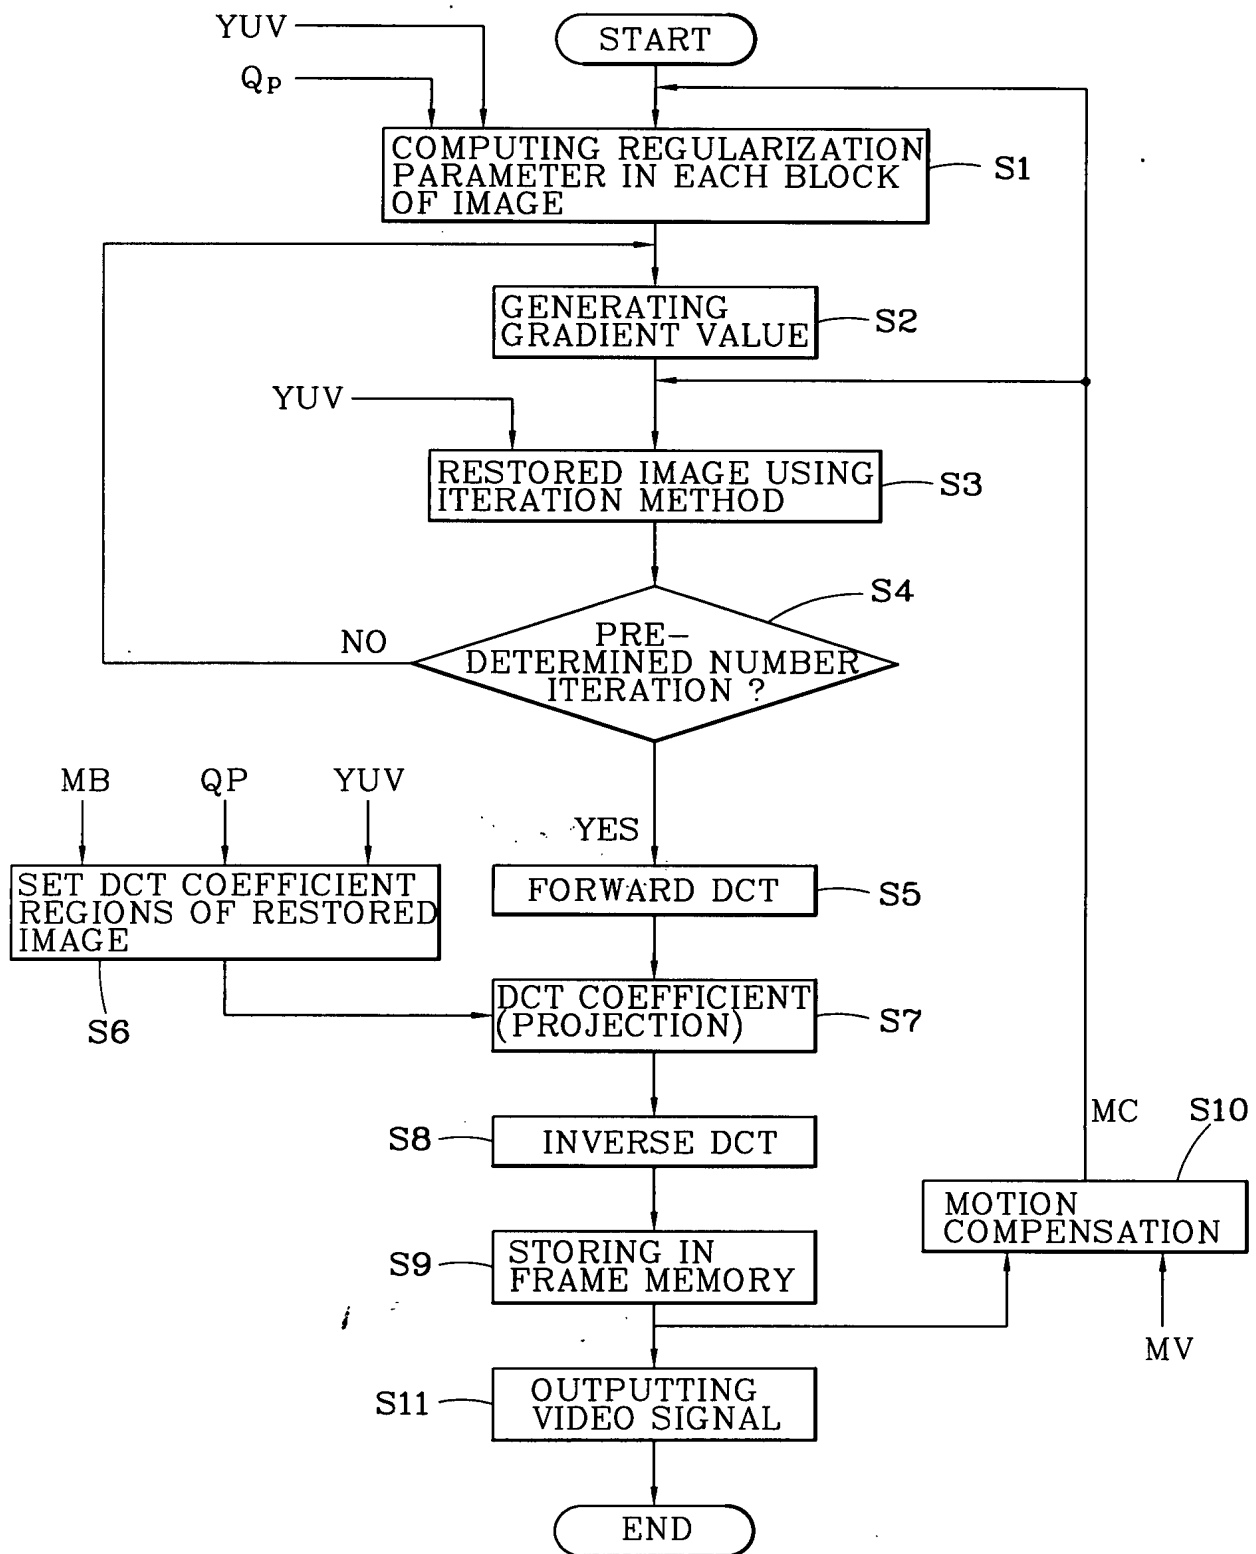 YUV
START
Qp
COMPUTING REGULARIZATION
PARAMETER IN EACH BLOCK
OF IMAGE
S1
GENERATING
GRADIENT VALUE
S2
YUV
RESTORED IMAGE USING
ITERATION METHOD
S3
S4
NO
PRE-
DETERMINED NUMBER
ITERATION ?
MB
QP
YUV
YES
SET DCT COEFFICIENT
REGIONS OF RESTORED
IMAGE
FORWARD DCT
S5
S6
DCT COEFFICIENT
(PROJECTION)
S7
MC
S10
S8
INVERSE DCT
MOTION
COMPENSATION
S9
STORING IN
FRAME MEMORY
MV
S11
OUTPUTTING
VIDEO SIGNAL
END